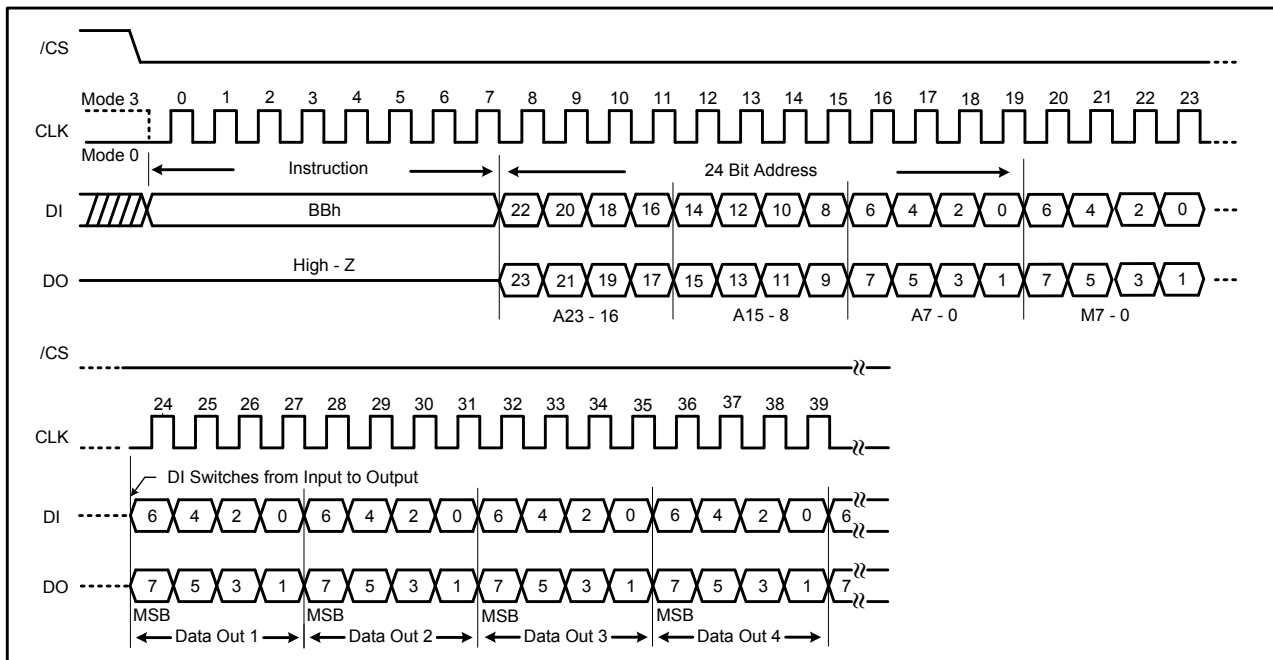 /CS
Mode 3 0 1 2 3 4 5 6 7 8 9 10 11 12 13 14 15 16 17 18 19 20 21 22 23
CLK
Mode 0
Instruction 24 Bit Address
DI BBh 22 20 18 16 14 12 10 8 6 4 2 0 6 4 2 0
High - Z
DO 23 21 19 17 15 13 11 9 7 5 3 1 7 5 3 1
A23 - 16 A15 - 8 A7 - 0 M7 - 0
/CS
24 25 26 27 28 29 30 31 32 33 34 35 36 37 38 39
CLK
DI Switches from Input to Output
DI 6 4 2 0 6 4 2 0 6 4 2 0 6 4 2 0 6
DO 7 5 3 1 7 5 3 1 7 5 3 1 7 5 3 1 7
MSB MSB MSB MSB
Data Out 1 Data Out 2 Data Out 3 Data Out 4